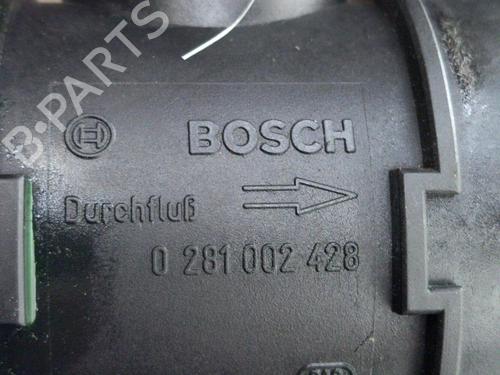 BOSCH
Durchfluß
0 281 002 428
B-PARTS